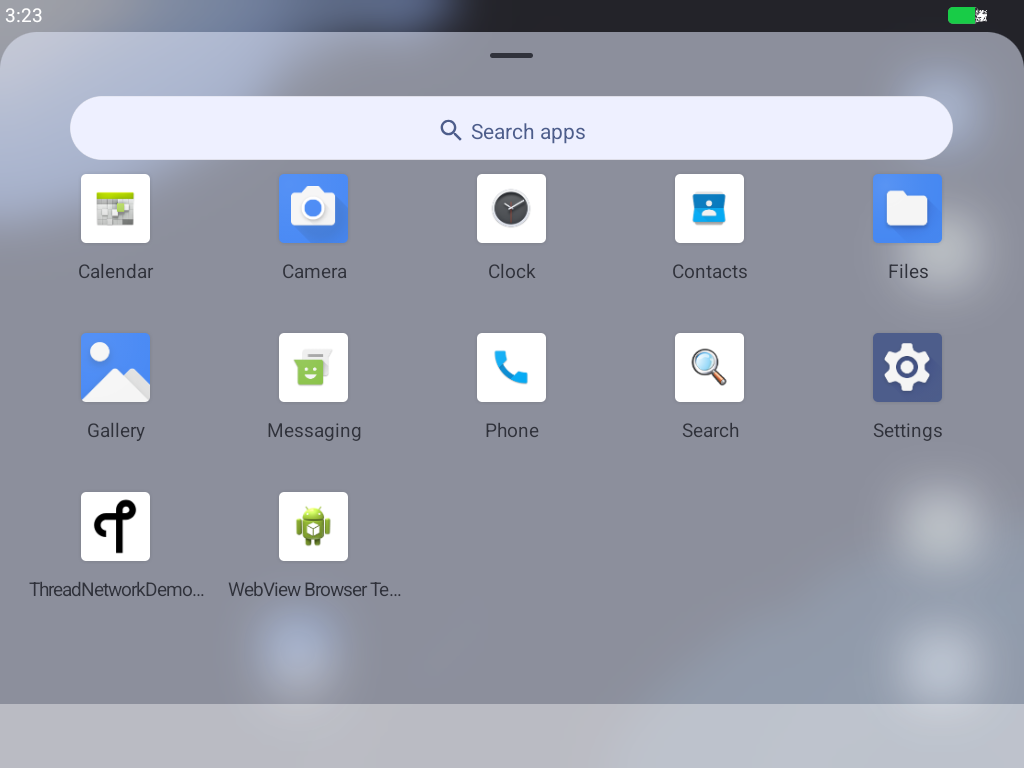 3:23
Search apps
Calendar
Camera
Clock
Contacts
Files
Gallery
Messaging
Phone
Search
Settings
ThreadNetworkDemo...
WebView Browser Te...